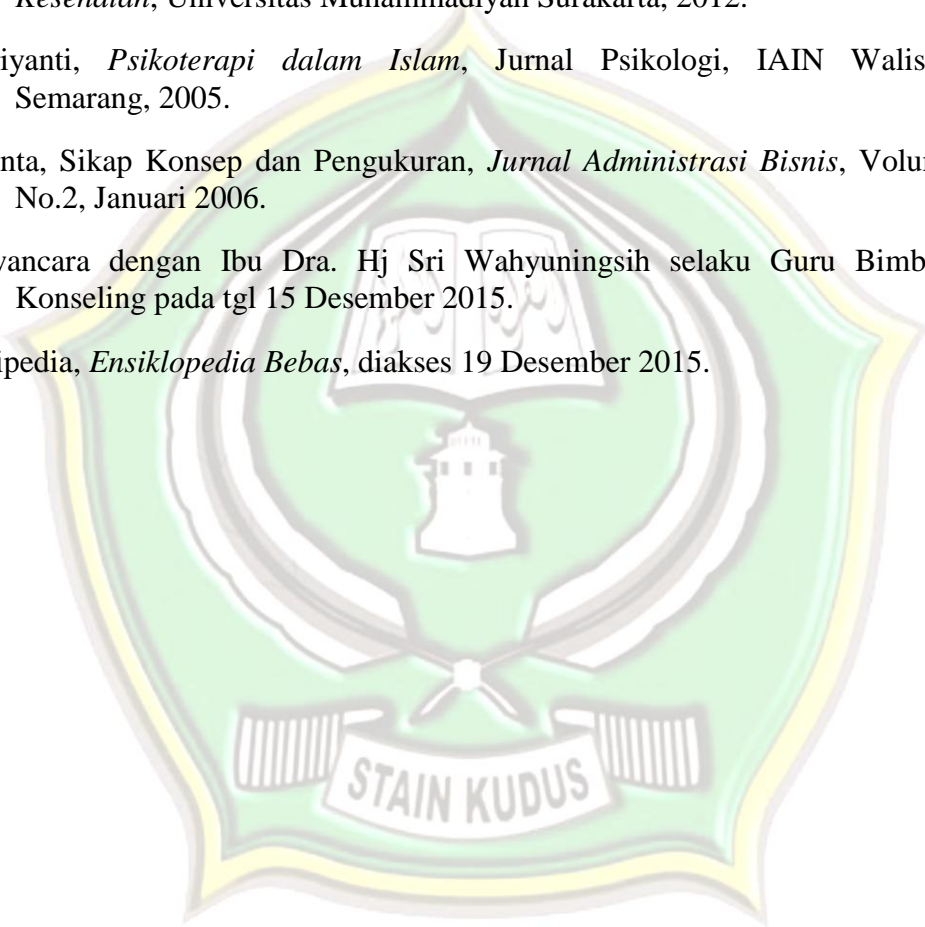 Kesehatan, Universitas Muhammadiyah Surakarta, 2012.
iyanti, Psikoterapi dalam Islam, Jurnal Psikologi, IAIN Walis
Semarang, 2005.
nta, Sikap Konsep dan Pengukuran, Jurnal Administrasi Bisnis, Volu
No.2, Januari 2006.
vancara dengan Ibu Dra. Hj Sri Wahyuningsih selaku Guru Bimb
Konseling pada tgl 15 Desember 2015.
ipedia, Ensiklopedia Bebas, diakses 19 Desember 2015.
STAIN KUDUS